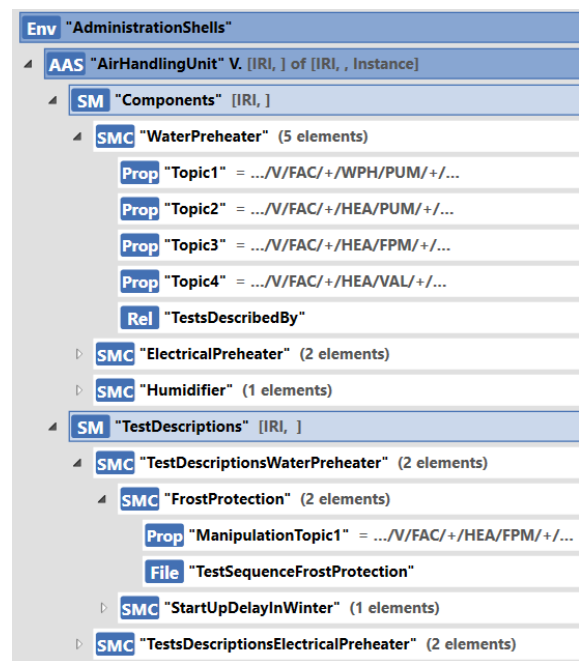 Env "AdministrationShells"
AAS "AirHandlingUnit" V. [IRI, ] of [IRI, , Instance]
SM "Components" [IRI, ]
SMC "WaterPreheater" (5 elements)
Prop "Topic1" = .../V/FAC/+/WPH/PUM/+/...
Prop "Topic2" = .../V/FAC/+/HEA/PUM/+/...
Prop "Topic3" = .../V/FAC/+/HEA/FPM/+/...
Prop "Topic4" = .../V/FAC/+/HEA/VAL/+/...
Rel "TestsDescribedBy"
SMC "ElectricalPreheater" (2 elements)
SMC "Humidifier" (1 elements)
SM "TestDescriptions" [IRI, ]
SMC "TestDescriptionsWaterPreheater" (2 elements)
SMC "FrostProtection" (2 elements)
Prop "ManipulationTopic1" = .../V/FAC/+/HEA/FPM/+/...
File "TestSequenceFrostProtection"
SMC "StartUpDelayInWinter" (1 elements)
SMC "TestsDescriptionsElectricalPreheater" (2 elements)